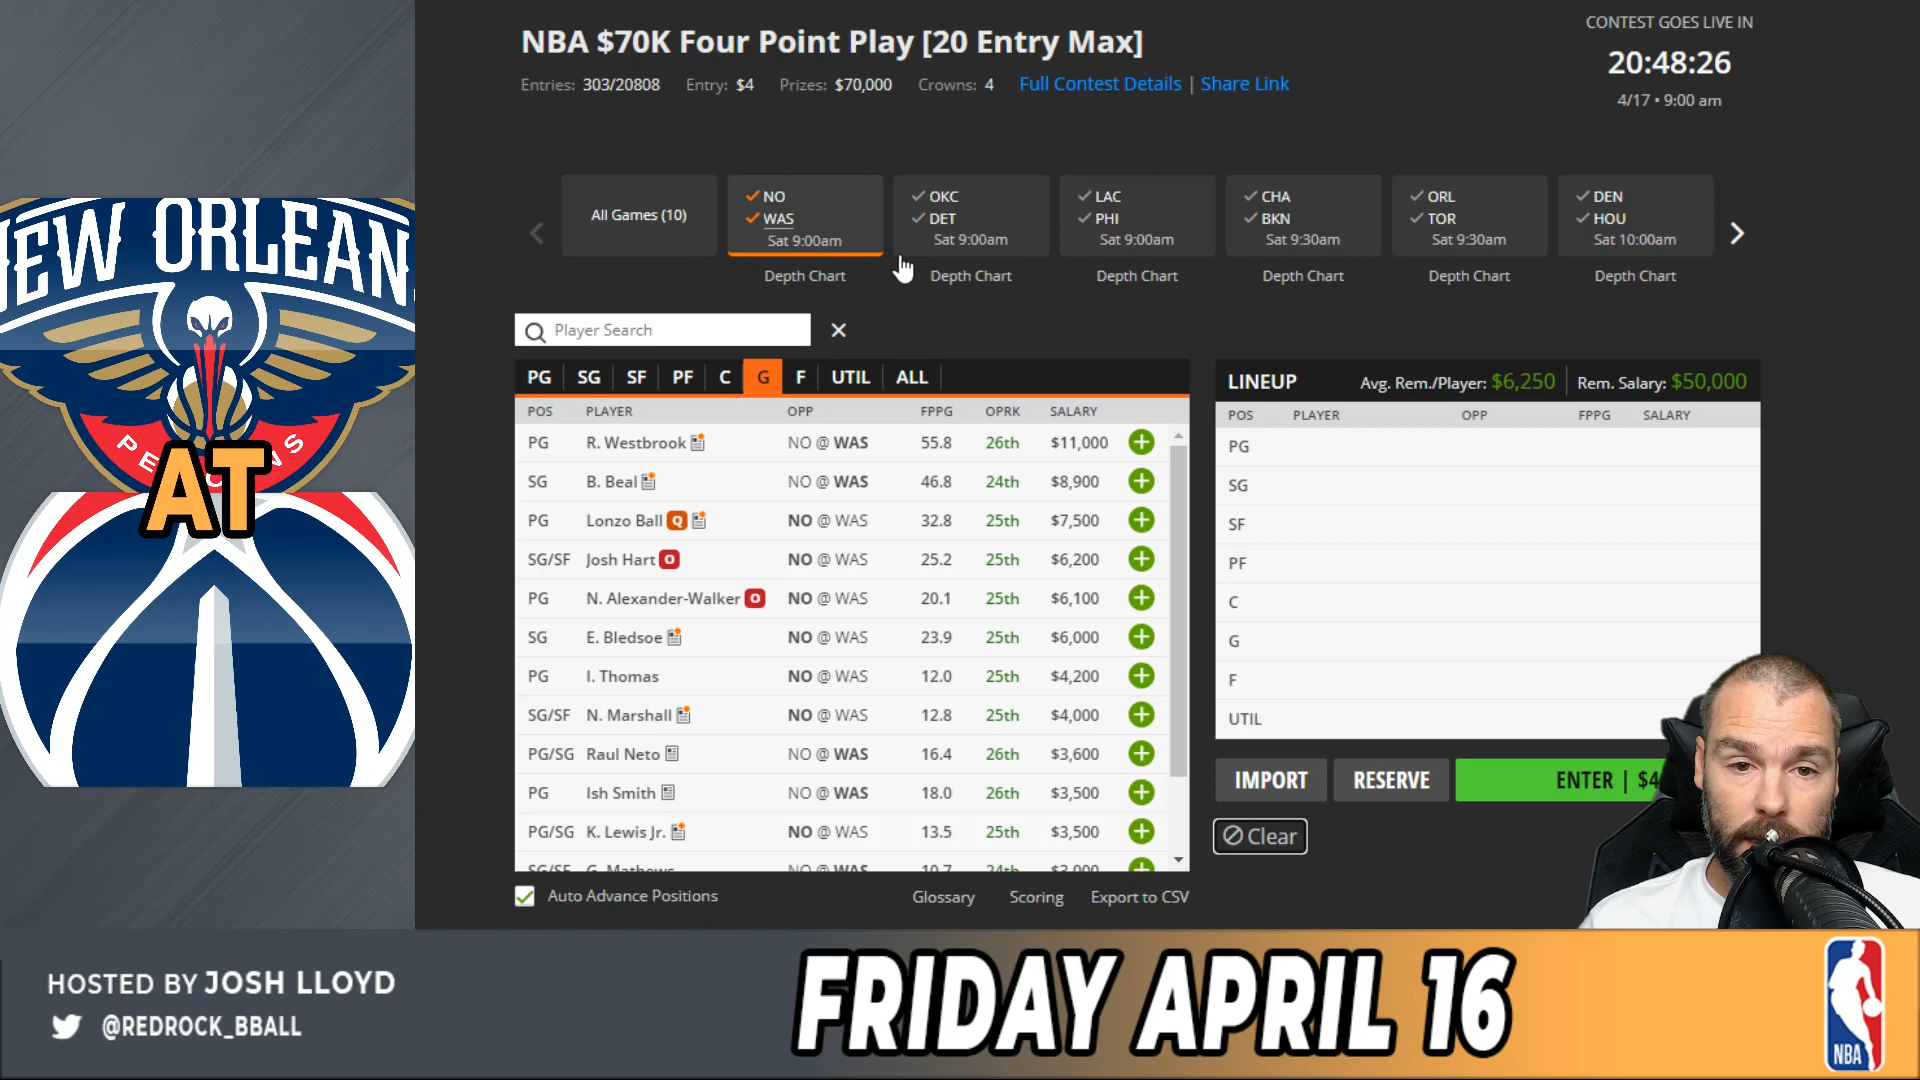 NBA $70K Four Point Play [20 Entry Max]
Entries: 303/20808 Entry: $4 Prizes: $70,000 Crowns: 4 Full Contest Details | Share Link
CONTEST GOES LIVE IN
20:48:26
4/17 • 9:00 am
All Games (10)
NO
WAS
Sat 9:00am
Depth Chart
OKC
DET
Sat 9:00am
Depth Chart
LAC
PHI
Sat 9:00am
Depth Chart
CHA
BKN
Sat 9:30am
Depth Chart
ORL
TOR
Sat 9:30am
Depth Chart
DEN
HOU
Sat 10:00am
Depth Chart
Player Search
PG SG SF PF C G F UTIL ALL
POS PLAYER OPP FPPG OPRK SALARY
PG R. Westbrook NO @ WAS 55.8 26th $11,000
SG B. Beal NO @ WAS 46.8 24th $8,900
PG Lonzo Ball Q NO @ WAS 32.8 25th $7,500
SG/SF Josh Hart O NO @ WAS 25.2 25th $6,200
PG N. Alexander-Walker O NO @ WAS 20.1 25th $6,100
SG E. Bledsoe NO @ WAS 23.9 25th $6,000
PG I. Thomas NO @ WAS 12.0 25th $4,200
SG/SF N. Marshall NO @ WAS 12.8 25th $4,000
PG/SG Raul Neto NO @ WAS 16.4 26th $3,600
PG Ish Smith NO @ WAS 18.0 26th $3,500
PG/SG K. Lewis Jr. NO @ WAS 13.5 25th $3,500
SG/SF G. Mathews NO @ WAS 10.7 24th $3,000
Auto Advance Positions
Glossary Scoring Export to CSV
LINEUP Avg. Rem./Player: $6,250 Rem. Salary: $50,000
POS PLAYER OPP FPPG SALARY
PG
SG
SF
PF
C
G
F
UTIL
IMPORT RESERVE ENTER | $4
Clear
NEW ORLEANS
AT
HOSTED BY JOSH LLOYD
@REDROCK_BBALL
FRIDAY APRIL 16
NBA